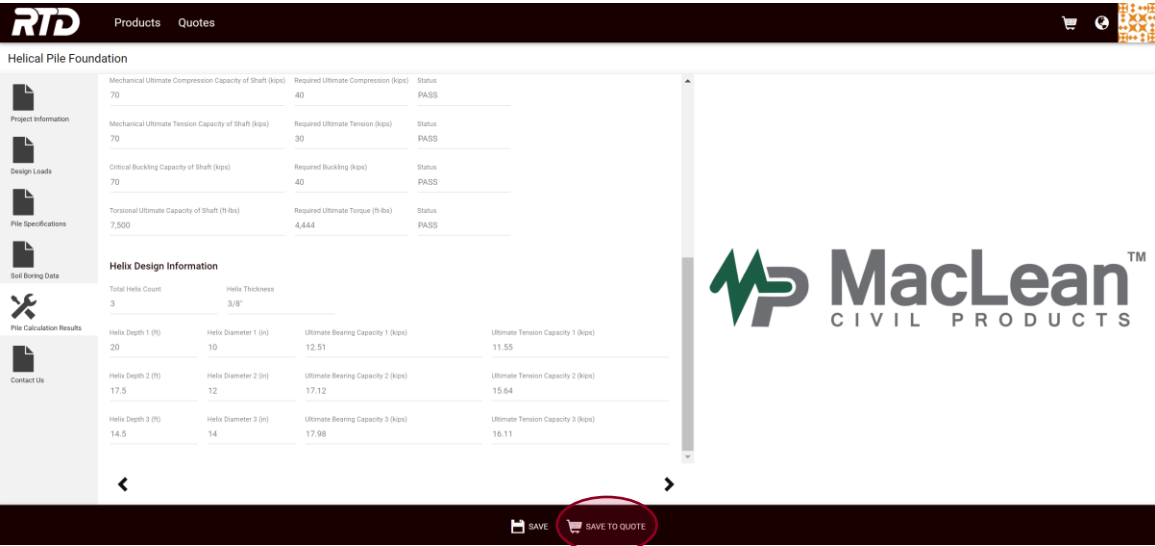 RTD Products Quotes
Helical Pile Foundation
Project Information
Design Loads
Pile Specifications
Soil Boring Data
Pile Calculation Results
Contact Us
Mechanical Ultimate Compression Capacity of Shaft (kips) Required Ultimate Compression (kips) Status
70 40 PASS
Mechanical Ultimate Tension Capacity of Shaft (kips) Required Ultimate Tension (kips) Status
70 30 PASS
Critical Buckling Capacity of Shaft (kips) Required Buckling (kips) Status
70 40 PASS
Torsional Ultimate Capacity of Shaft (ft-lbs) Required Ultimate Torque (ft-lbs) Status
7,500 4,444 PASS
Helix Design Information
Total Helix Count Helix Thickness
3 3/8"
Helix Depth 1 (ft) Helix Diameter 1 (in) Ultimate Bearing Capacity 1 (kips) Ultimate Tension Capacity 1 (kips)
20 10 12.51 11.55
Helix Depth 2 (ft) Helix Diameter 2 (in) Ultimate Bearing Capacity 2 (kips) Ultimate Tension Capacity 2 (kips)
17.5 12 17.12 15.64
Helix Depth 3 (ft) Helix Diameter 3 (in) Ultimate Bearing Capacity 3 (kips) Ultimate Tension Capacity 3 (kips)
14.5 14 17.98 16.11
MacLean™
CIVIL PRODUCTS
SAVE SAVE TO QUOTE